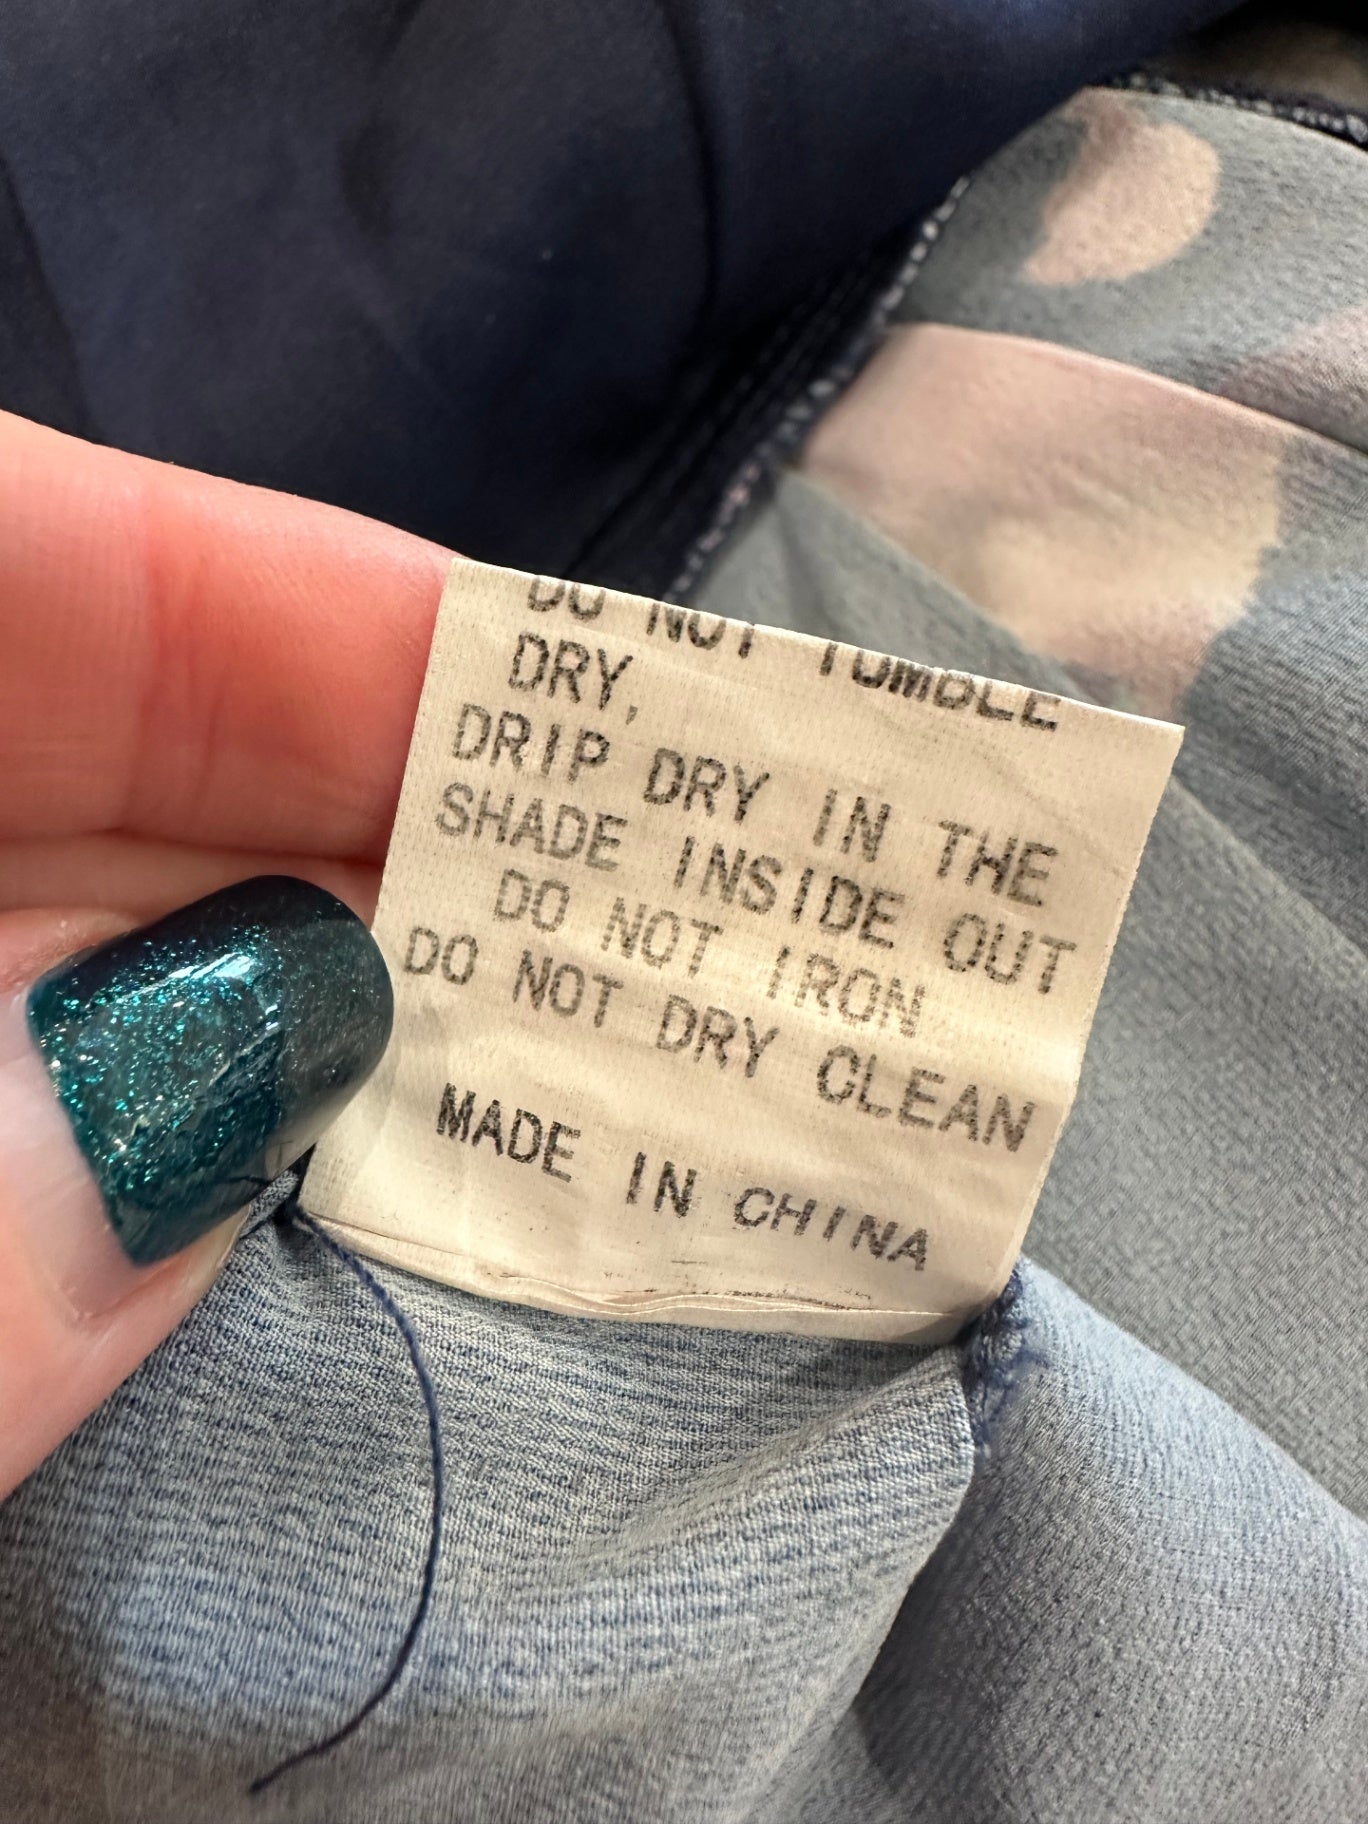 DO NOT TUMBLE
DRY,
DRIP DRY IN THE
SHADE INSIDE OUT
DO NOT IRON
DO NOT DRY CLEAN
MADE IN CHINA